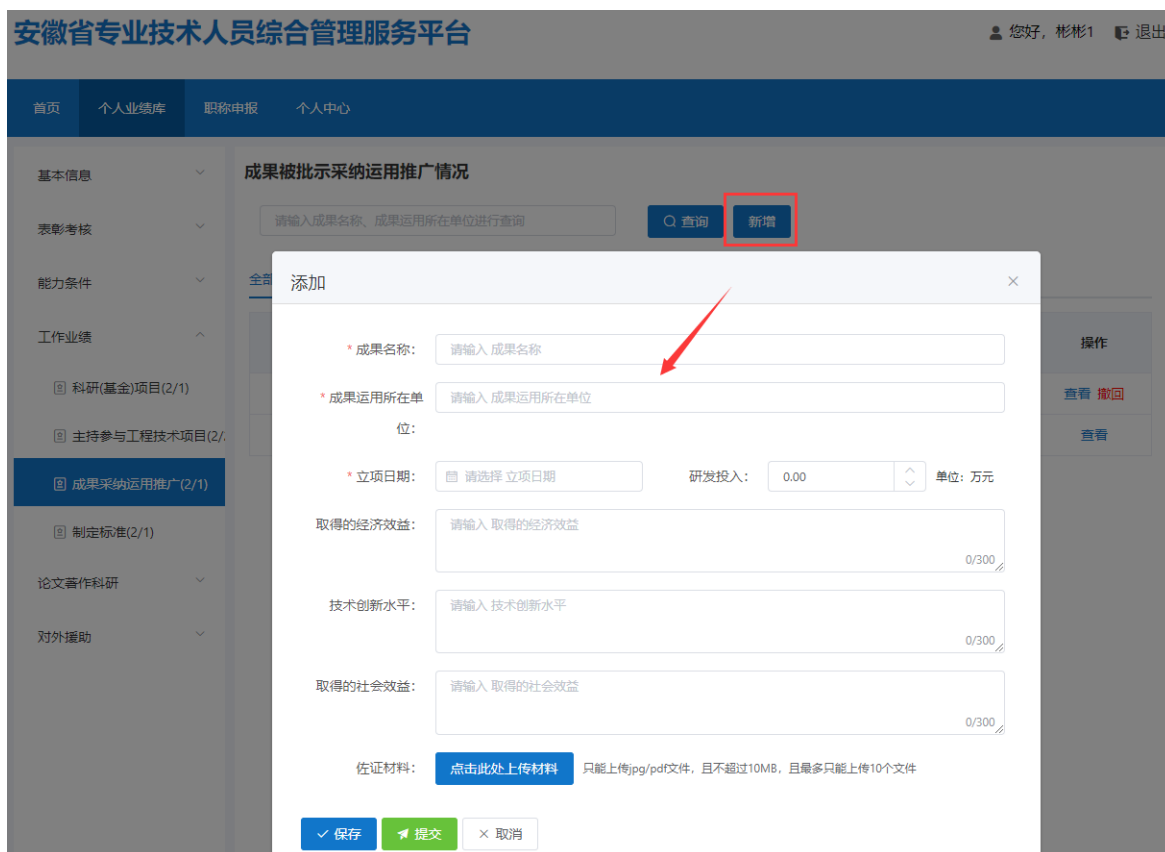 安徽省专业技术人员综合管理服务平台
您好，彬彬1 退出
首页 个人业绩库 职称申报 个人中心
基本信息
表彰考核
能力条件
工作业绩
科研(基金)项目(2/1)
主持参与工程技术项目(2/
成果采纳运用推广(2/1)
制定标准(2/1)
论文著作科研
对外援助
成果被批示采纳运用推广情况
请输入成果名称、成果运用所在单位进行查询 查询 新增
全部
操作
查看 撤回
查看
添加
* 成果名称： 请输入 成果名称
* 成果运用所在单 请输入 成果运用所在单位
位：
* 立项日期： 请选择 立项日期 研发投入： 0.00 单位：万元
取得的经济效益： 请输入 取得的经济效益
0/300
技术创新水平： 请输入 技术创新水平
0/300
取得的社会效益： 请输入 取得的社会效益
0/300
佐证材料： 点击此处上传材料 只能上传jpg/pdf文件，且不超过10MB，且最多只能上传10个文件
保存 提交 取消